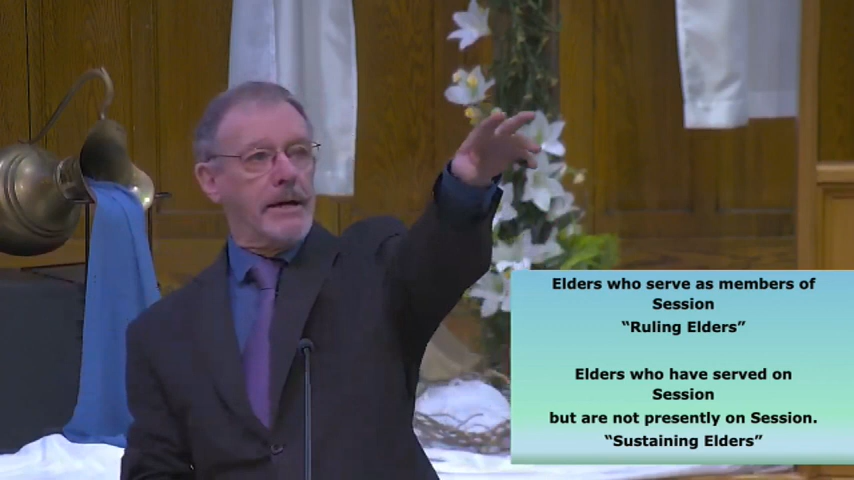 Elders who serve as members of
Session
“Ruling Elders”
Elders who have served on
Session
but are not presently on Session.
“Sustaining Elders”